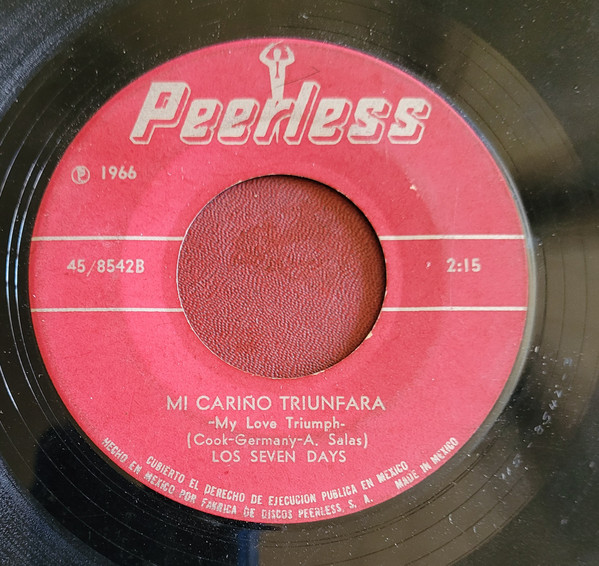 Peerless
℗ 1966
45/8542B
2:15
MI CARIÑO TRIUNFARA
-My Love Triumph-
(Cook-Germany-A. Salas)
LOS SEVEN DAYS
CUBIERTO EL DERECHO DE EJECUCION PUBLICA EN MEXICO
HECHO EN MEXICO POR FABRICA DE DISCOS PEERLESS, S. A. MADE IN MEXICO